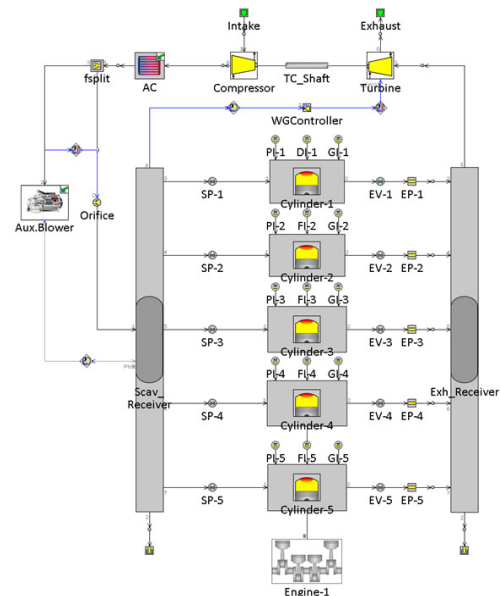 Intake
Exhaust
fsplit
AC
Compressor
TC_Shaft
Turbine
WGController
PI-1 DI-1 GI-1
Aux.Blower
Orifice
SP-1
Cylinder-1
EV-1 EP-1
PI-2 FI-2 GI-2
SP-2
Cylinder-2
EV-2 EP-2
PI-3 FI-3 GI-3
SP-3
Cylinder-3
EV-3 EP-3
Scav_
Receiver
Exh_Receiver
PI-4 FI-4 GI-4
SP-4
Cylinder-4
EV-4 EP-4
PI-5 FI-5 GI-5
SP-5
Cylinder-5
EV-5 EP-5
Engine-1